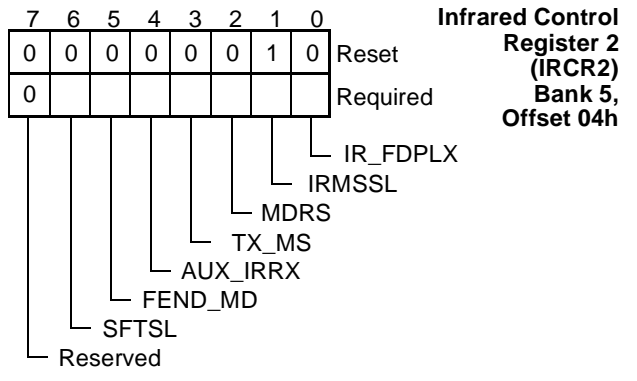 7 6 5 4 3 2 1 0
Infrared Control
Register 2
(IRCR2)
Bank 5,
Offset 04h
0 0 0 0 0 0 1 0 Reset
0 Required
IR_FDPLX
IRMSSL
MDRS
TX_MS
AUX_IRRX
FEND_MD
SFTSL
Reserved